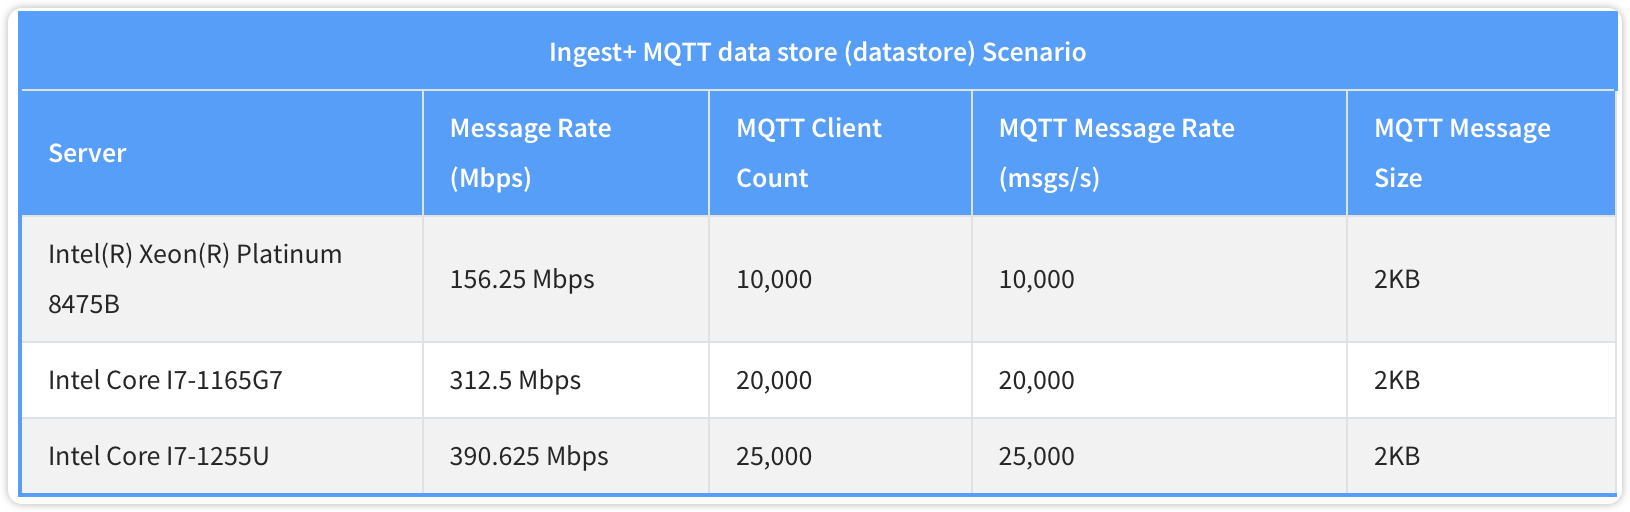 Ingest+ MQTT data store (datastore) Scenario
Server
Message Rate
(Mbps)
MQTT Client
Count
MQTT Message Rate
(msgs/s)
MQTT Message
Size
Intel(R) Xeon(R) Platinum
8475B
156.25 Mbps
10,000
10,000
2KB
Intel Core I7-1165G7
312.5 Mbps
20,000
20,000
2KB
Intel Core I7-1255U
390.625 Mbps
25,000
25,000
2KB